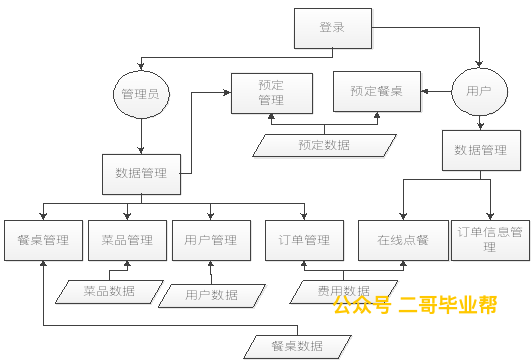 登录
管理员
预定
管理
预定餐桌
用户
预定数据
数据管理
数据管理
餐桌管理
菜品管理
用户管理
订单管理
在线点餐
订单信息管
理
菜品数据
用户数据
费用数据
公众号 二哥毕业帮
餐桌数据